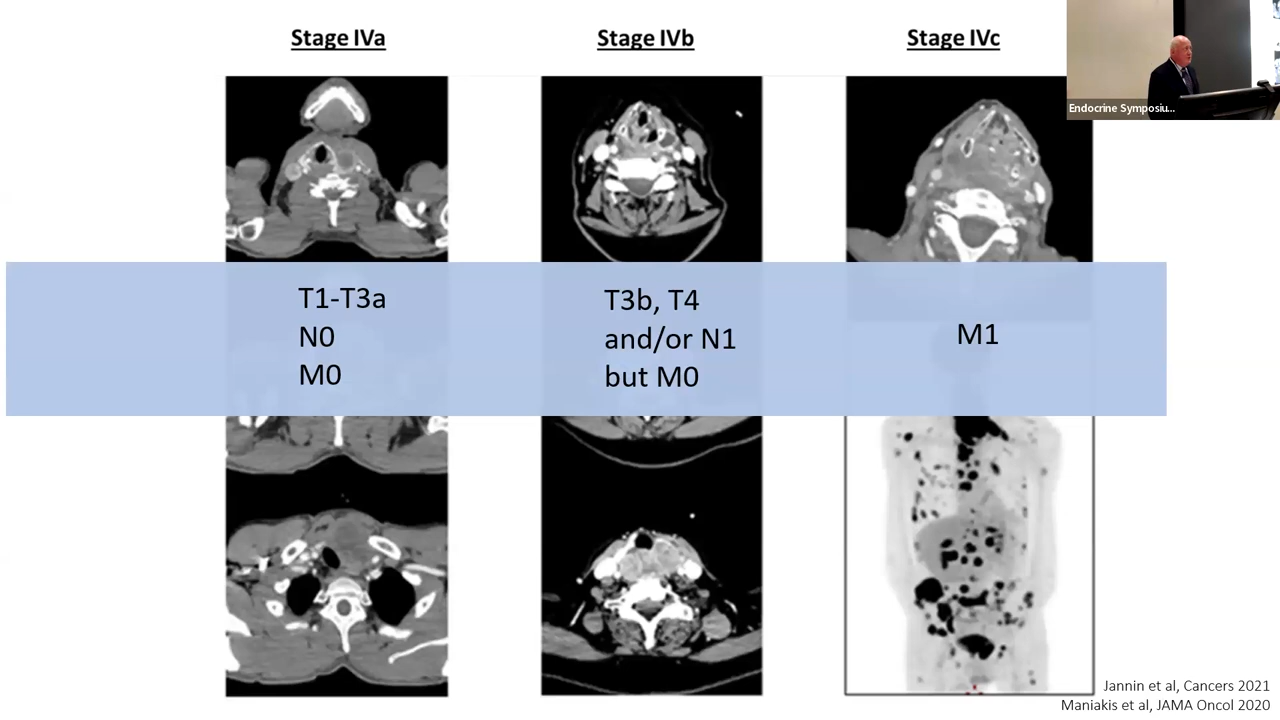 Stage IVa
Stage IVb
Stage IVc
Endocrine Symposiu...
T1-T3a
N0
M0
T3b, T4
and/or N1
but M0
M1
Jannin et al, Cancers 2021
Maniakis et al, JAMA Oncol 2020